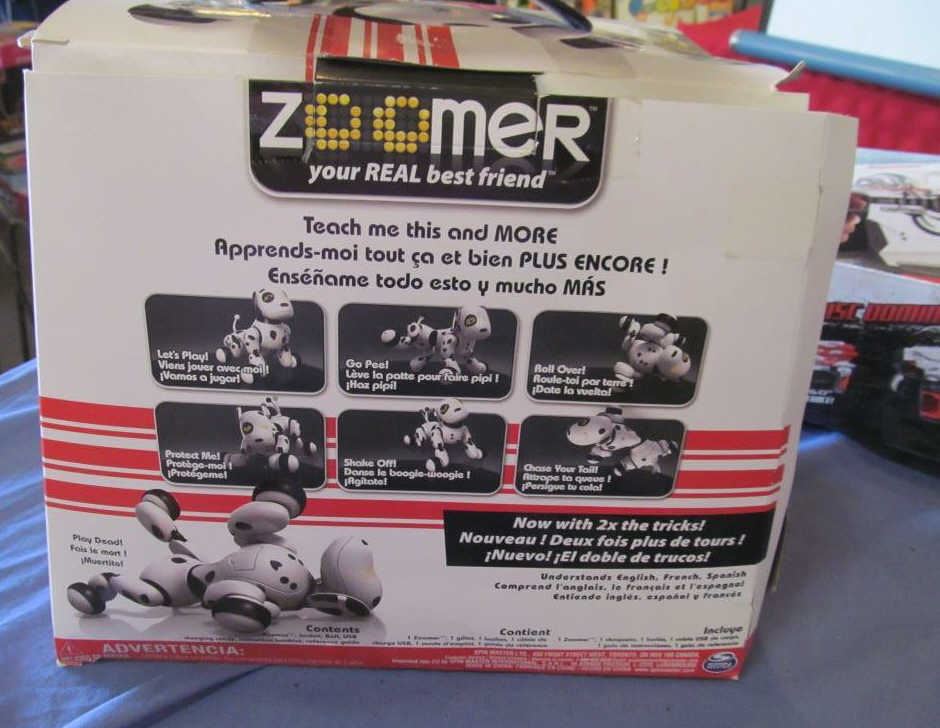 ZOOMER™
your REAL best friend™
Teach me this and MORE
Apprends-moi tout ça et bien PLUS ENCORE !
Enséñame todo esto y mucho MÁS
Let's Play!
Viens jouer avec moi !
¡Vamos a jugar!
Go Pee!
Lève la patte pour faire pipi !
¡Haz pipí!
Roll Over!
Roule-toi par terre !
¡Date la vuelta!
Protect Me!
Protège-moi !
¡Protégeme!
Shake Off!
Danse le boogie-woogie !
¡Agítate!
Chase Your Tail!
Attrape ta queue !
¡Persigue tu cola!
Play Dead!
Fais le mort !
¡Muertito!
Now with 2x the tricks!
Nouveau ! Deux fois plus de tours !
¡Nuevo! ¡El doble de trucos!
Understands English, French, Spanish
Comprend l'anglais, le français et l'espagnol
Entiende inglés, español y francés
Contents
Contient
Incluye
ADVERTENCIA: